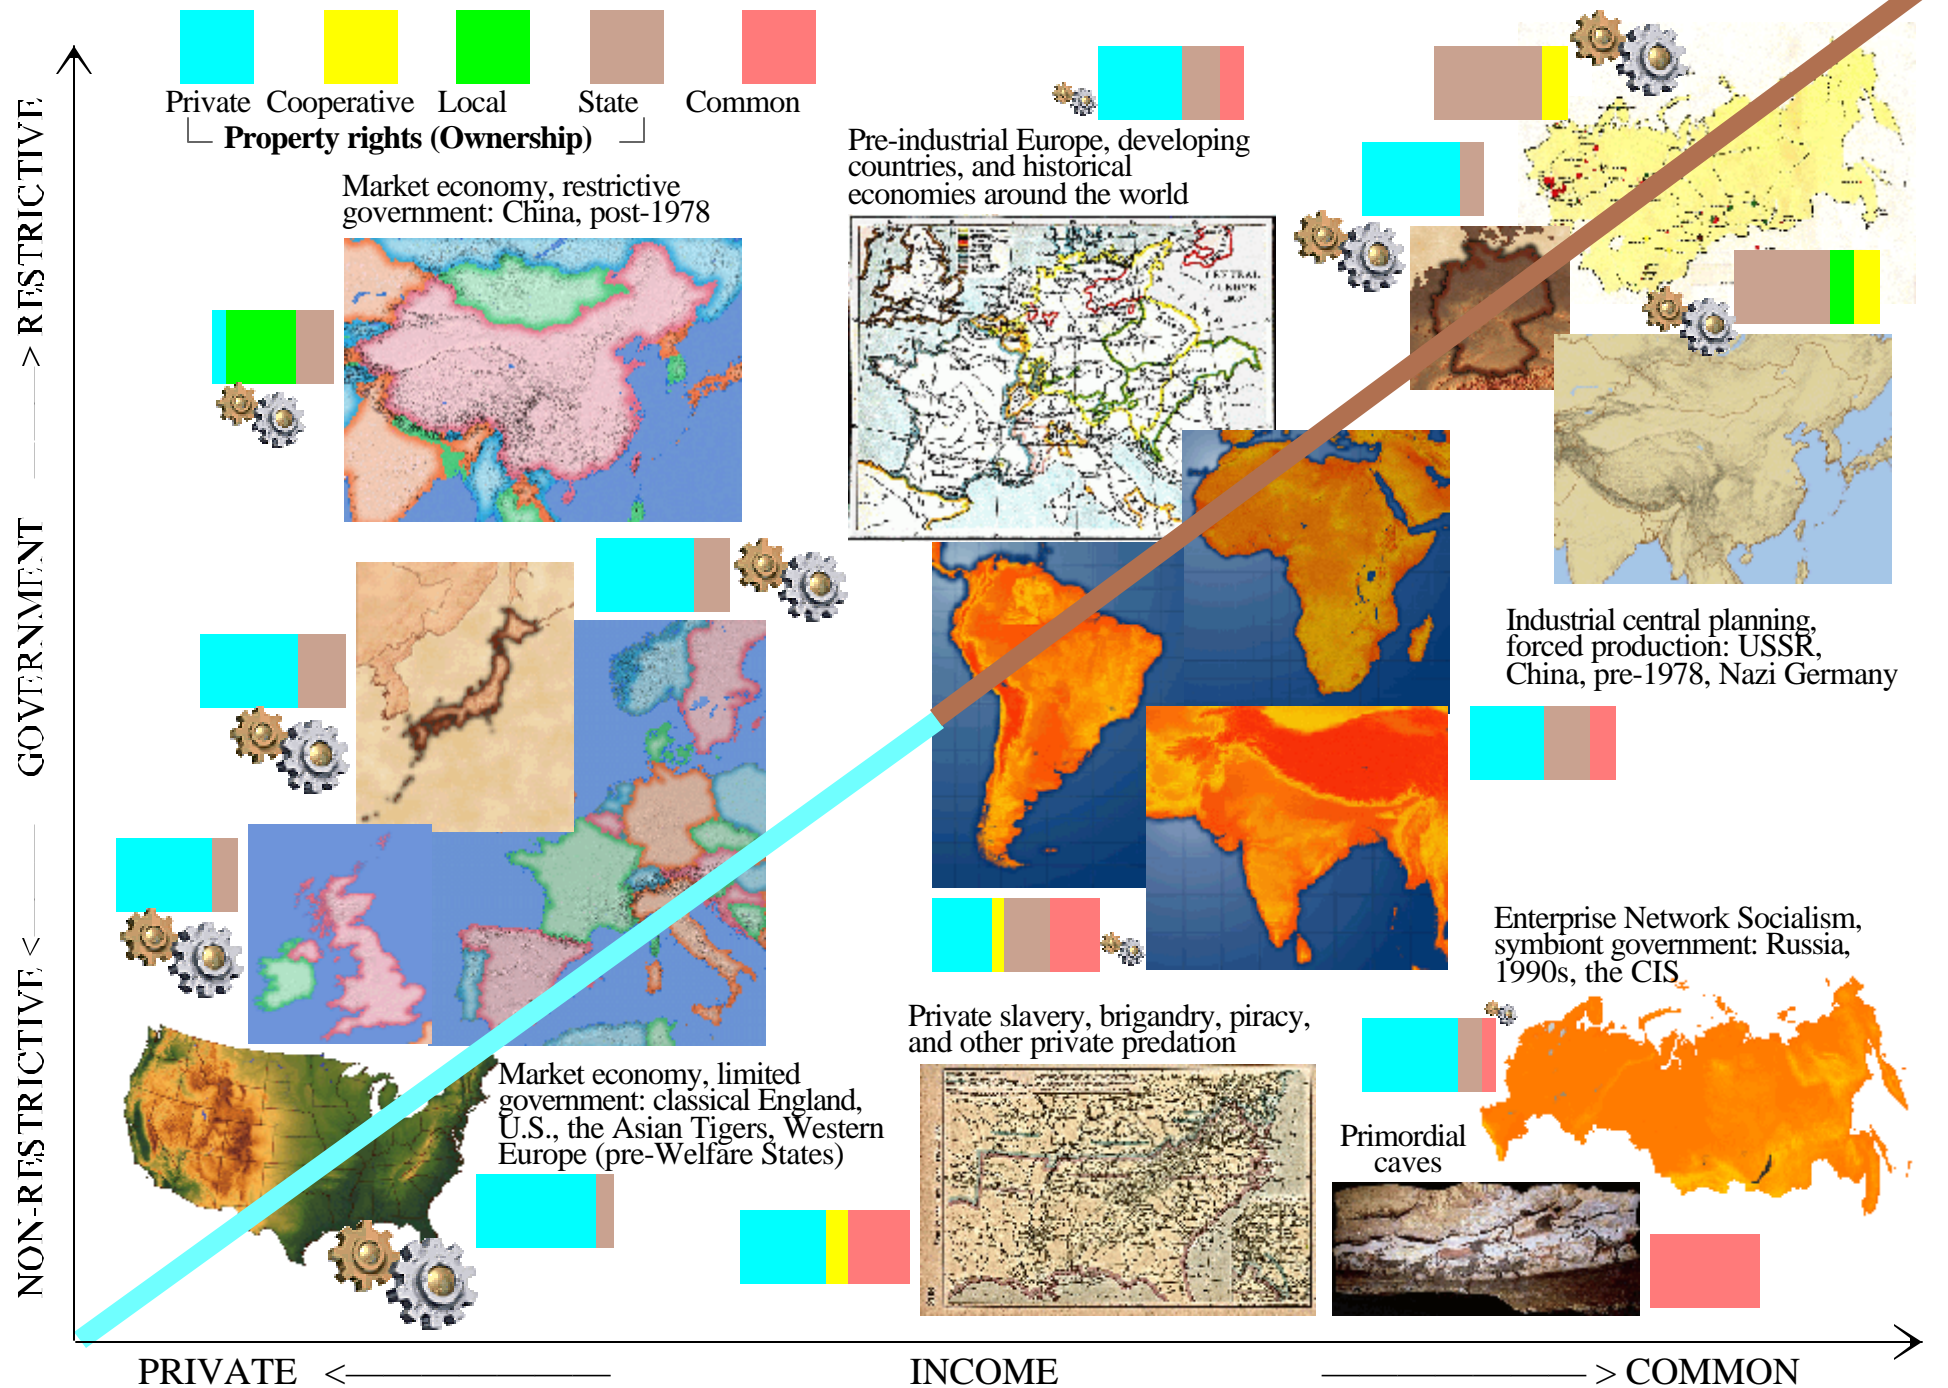 Private Cooperative Local State Common
Property rights (Ownership)
Market economy, restrictive
government: China, post-1978
Pre-industrial Europe, developing
countries, and historical
economies around the world
CENTRAL
EUROPE
Industrial central planning,
forced production: USSR,
China, pre-1978, Nazi Germany
Enterprise Network Socialism,
symbiont government: Russia,
1990s, the CIS
Private slavery, brigandry, piracy,
and other private predation
Primordial
caves
Market economy, limited
government: classical England,
U.S., the Asian Tigers, Western
Europe (pre-Welfare States)
NON-RESTRICTIVE < GOVERNMENT > RESTRICTIVE
PRIVATE < INCOME > COMMON